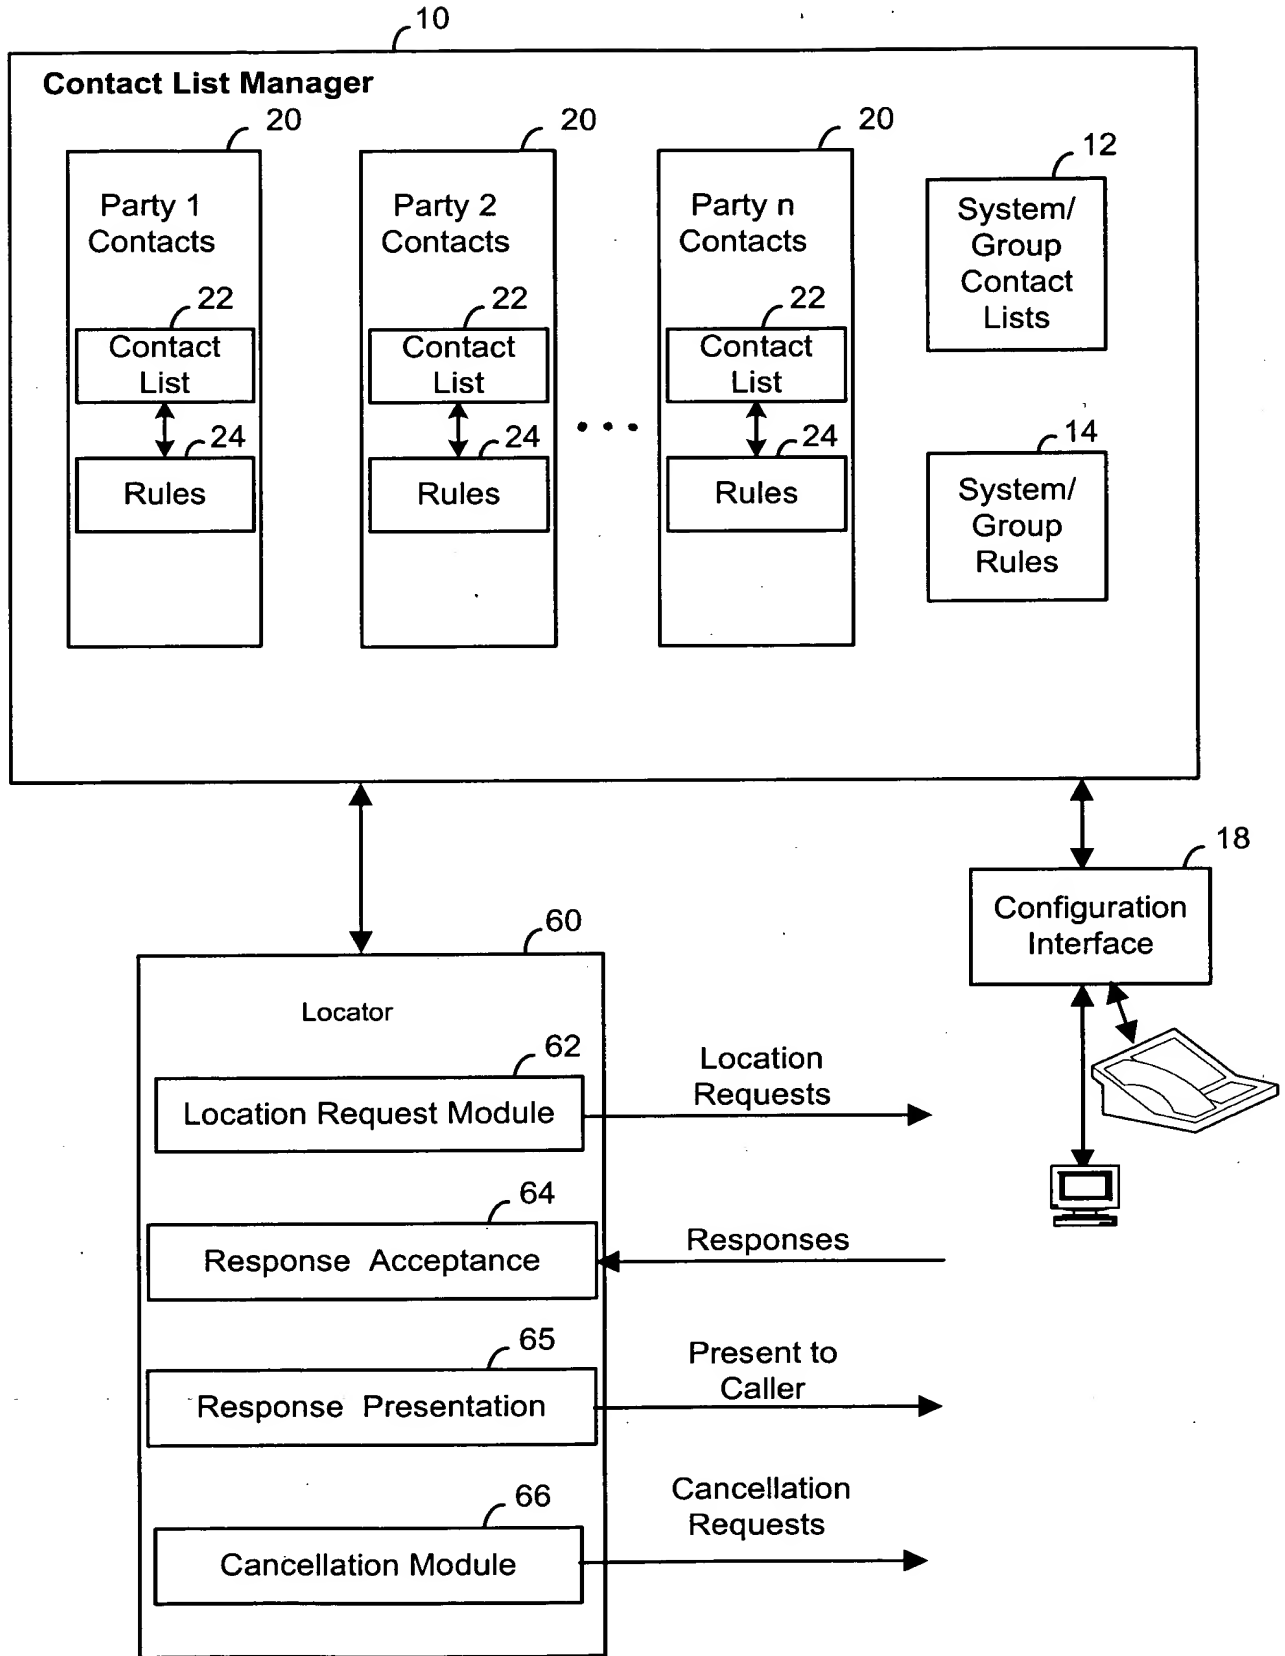 10
Contact List Manager
20
20
20
12
Party 1
Contacts
Party 2
Contacts
Party n
Contacts
System/
Group
Contact
Lists
22
22
22
Contact
List
Contact
List
Contact
List
24
24
24
14
Rules
Rules
Rules
System/
Group
Rules
18
Configuration
Interface
60
Locator
62
Location Request Module
Location
Requests
64
Response Acceptance
Responses
65
Response Presentation
Present to
Caller
66
Cancellation Module
Cancellation
Requests